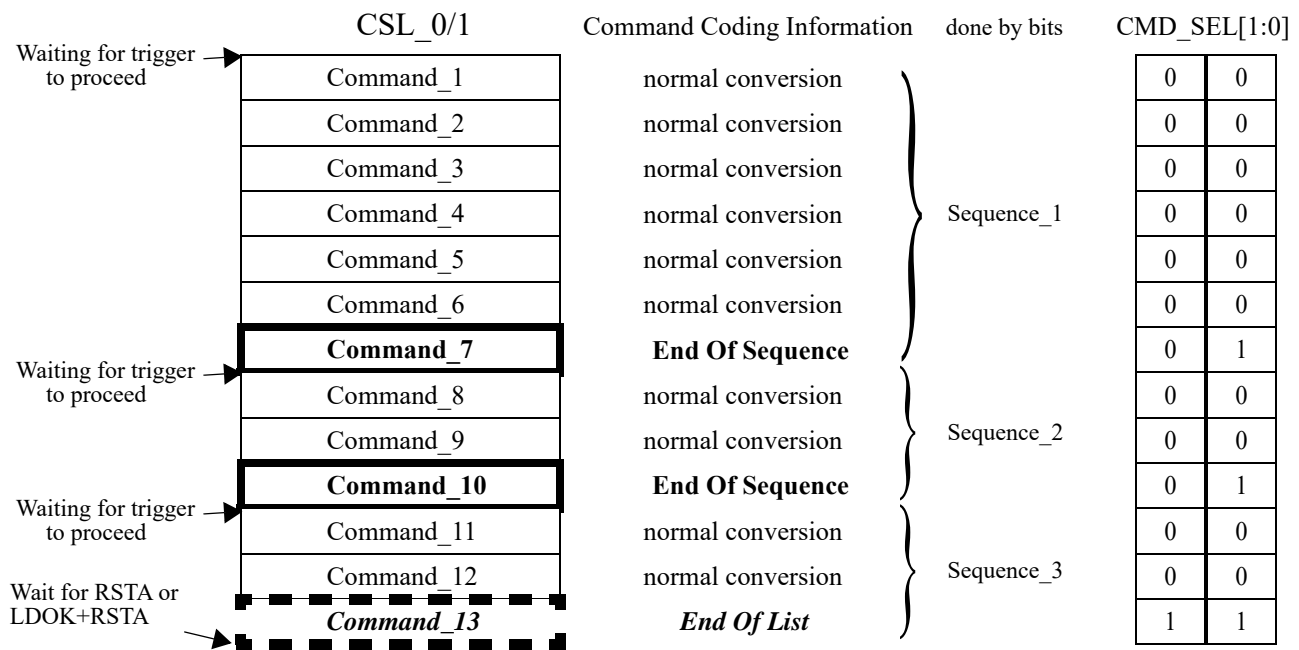 CSL_0/1 Command Coding Information done by bits CMD_SEL[1:0]
Waiting for trigger
to proceed
Command_1 normal conversion 0 0
Command_2 normal conversion 0 0
Command_3 normal conversion 0 0
Command_4 normal conversion Sequence_1 0 0
Command_5 normal conversion 0 0
Command_6 normal conversion 0 0
Command_7 End Of Sequence 0 1
Waiting for trigger
to proceed
Command_8 normal conversion 0 0
Command_9 normal conversion Sequence_2 0 0
Command_10 End Of Sequence 0 1
Waiting for trigger
to proceed
Command_11 normal conversion 0 0
Command_12 normal conversion Sequence_3 0 0
Wait for RSTA or
LDOK+RSTA
Command_13 End Of List 1 1